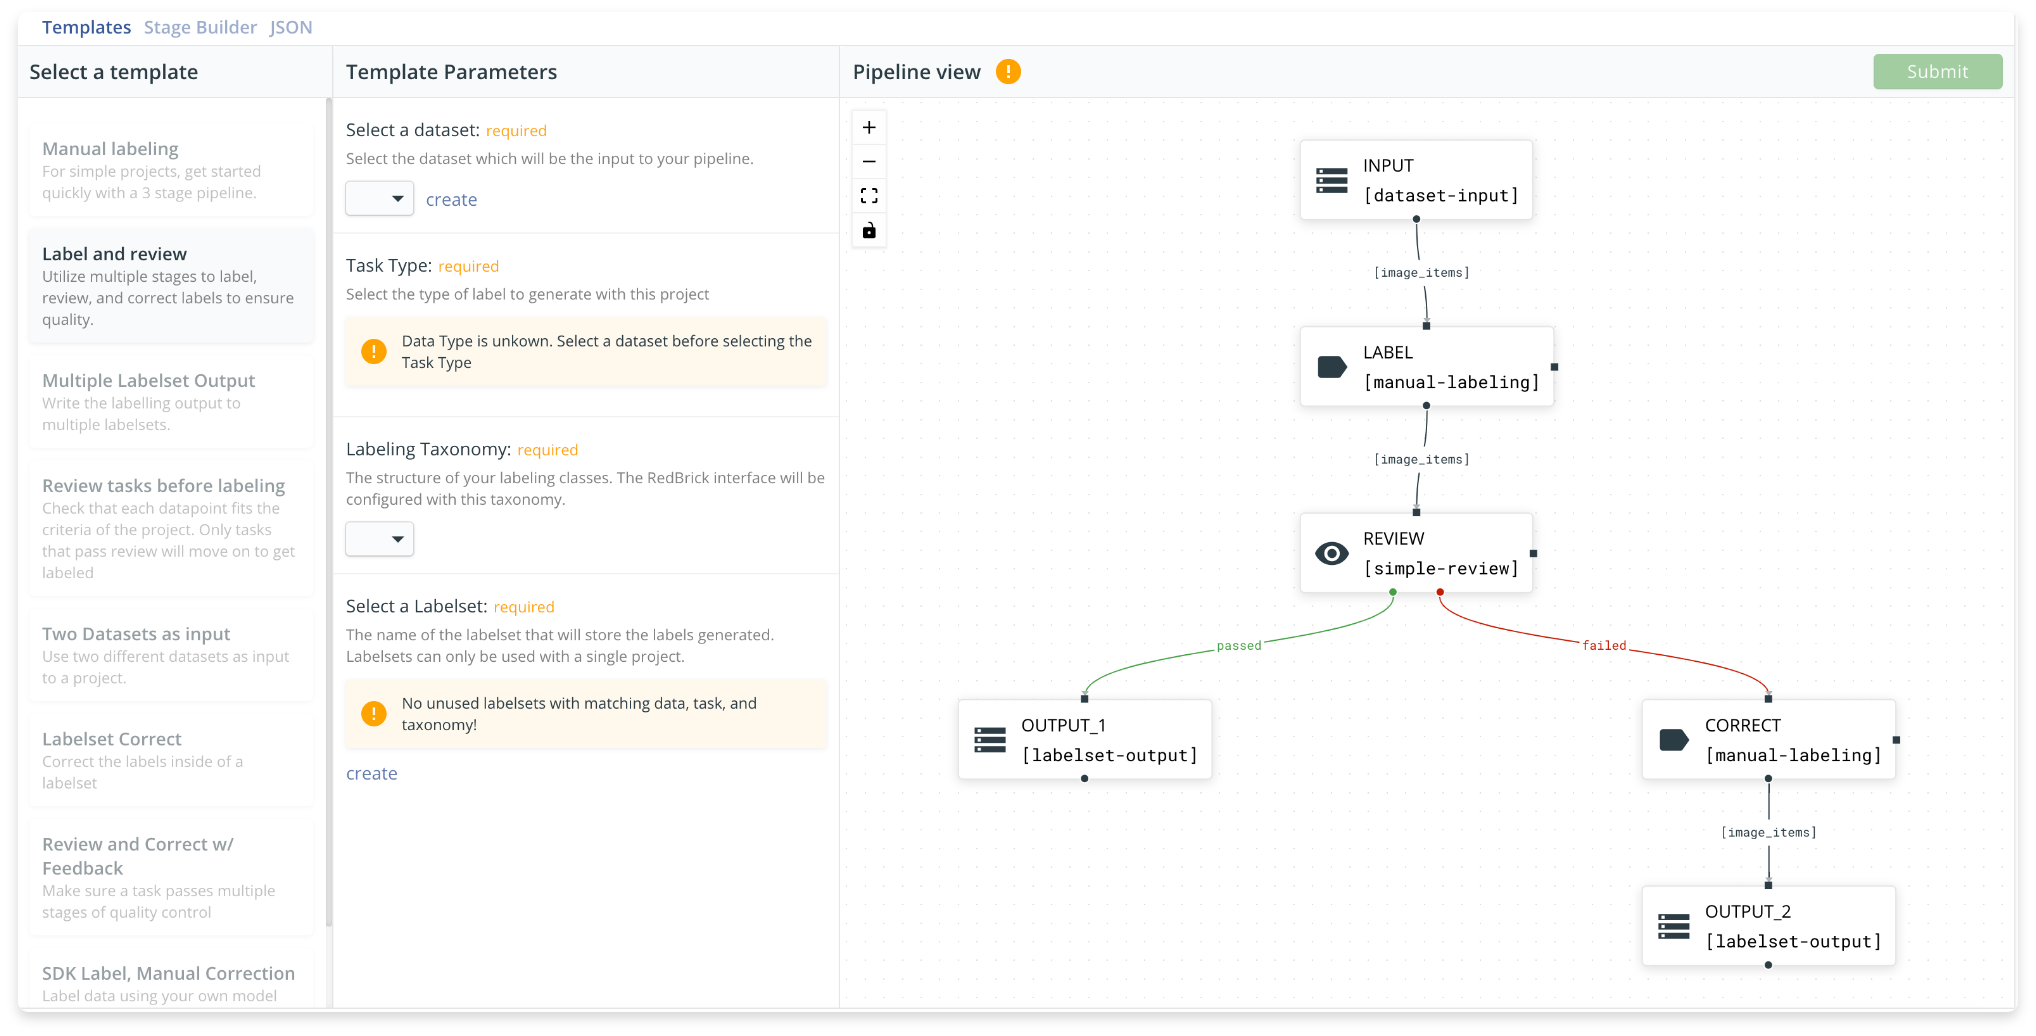 Templates Stage Builder JSON
Select a template
Manual labeling
For simple projects, get started
quickly with a 3 stage pipeline.
Label and review
Utilize multiple stages to label,
review, and correct labels to ensure
quality.
Multiple Labelset Output
Write the labelling output to
multiple labelsets.
Review tasks before labeling
Check that each datapoint fits the
criteria of the project. Only tasks
that pass review will move on to get
labeled
Two Datasets as input
Use two different datasets as input
to a project.
Labelset Correct
Correct the labels inside of a
labelset
Review and Correct w/
Feedback
Make sure a task passes multiple
stages of quality control
SDK Label, Manual Correction
Label data using your own model
Template Parameters
Select a dataset: required
Select the dataset which will be the input to your pipeline.
create
Task Type: required
Select the type of label to generate with this project
Data Type is unkown. Select a dataset before selecting the
Task Type
Labeling Taxonomy: required
The structure of your labeling classes. The RedBrick interface will be
configured with this taxonomy.
Select a Labelset: required
The name of the labelset that will store the labels generated.
Labelsets can only be used with a single project.
No unused labelsets with matching data, task, and
taxonomy!
create
Pipeline view
Submit
INPUT
[dataset-input]
[image_items]
LABEL
[manual-labeling]
[image_items]
REVIEW
[simple-review]
passed
failed
OUTPUT_1
[labelset-output]
CORRECT
[manual-labeling]
[image_items]
OUTPUT_2
[labelset-output]